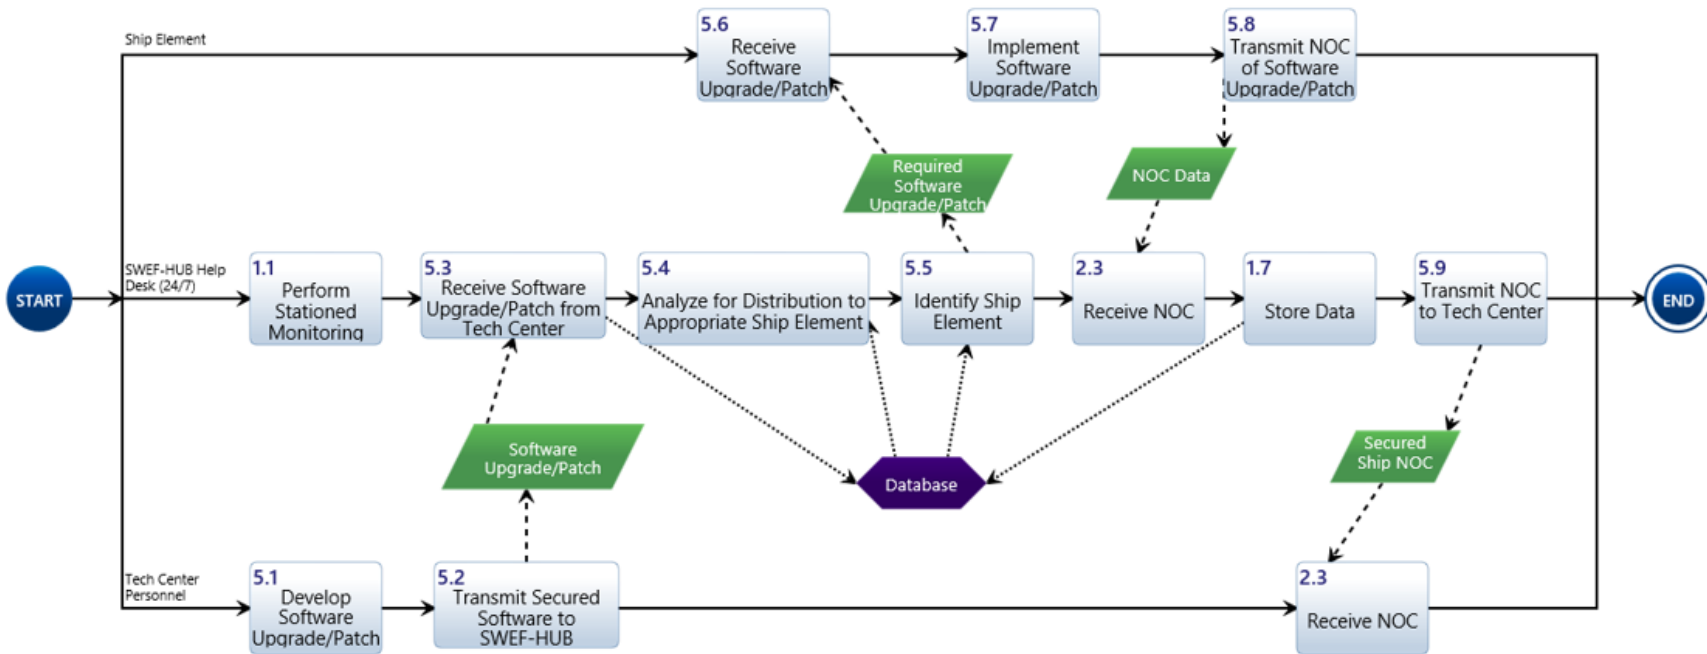 Ship Element
5.6
Receive
Software
Upgrade/Patch
5.7
Implement
Software
Upgrade/Patch
5.8
Transmit NOC
of Software
Upgrade/Patch
Required
Software
Upgrade/Patch
NOC Data
START
SWEF-HUB Help
Desk (24/7)
1.1
Perform
Stationed
Monitoring
5.3
Receive Software
Upgrade/Patch from
Tech Center
5.4
Analyze for Distribution to
Appropriate Ship Element
5.5
Identify Ship
Element
2.3
Receive NOC
1.7
Store Data
5.9
Transmit NOC
to Tech Center
END
Software
Upgrade/Patch
Database
Secured
Ship NOC
Tech Center
Personnel
5.1
Develop
Software
Upgrade/Patch
5.2
Transmit Secured
Software to
SWEF-HUB
2.3
Receive NOC